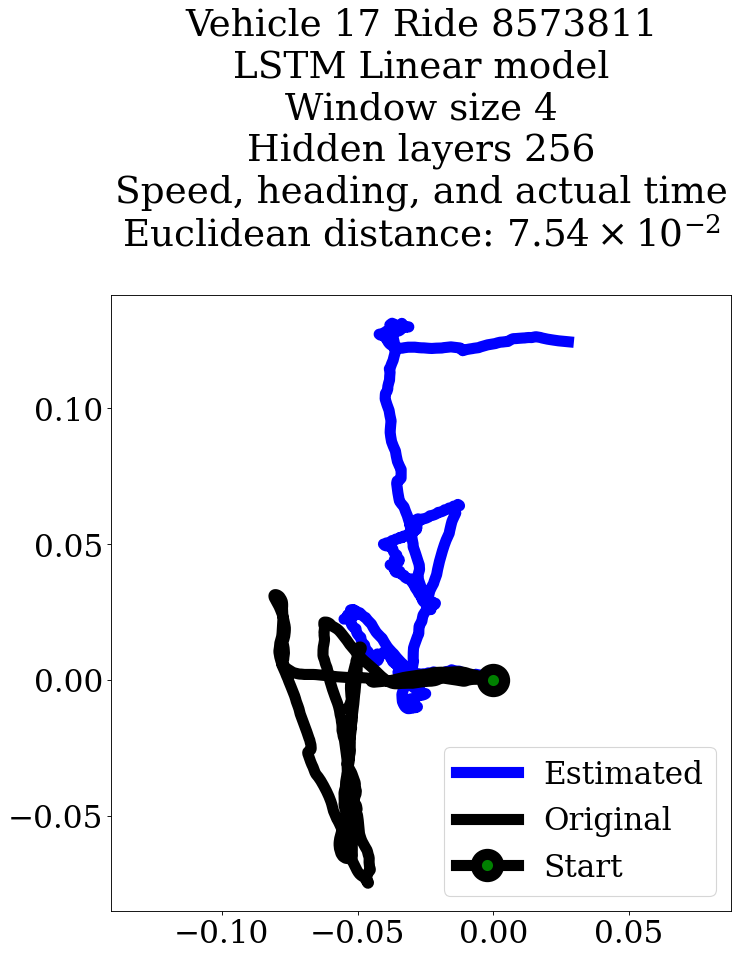 Vehicle 17 Ride 8573811
LSTM Linear model
Window size 4
Hidden layers 256
Speed, heading, and actual time
Euclidean distance: 7.54 × 10⁻²
0.10
0.05
0.00
−0.05
Estimated
Original
Start
−0.10 −0.05 0.00 0.05